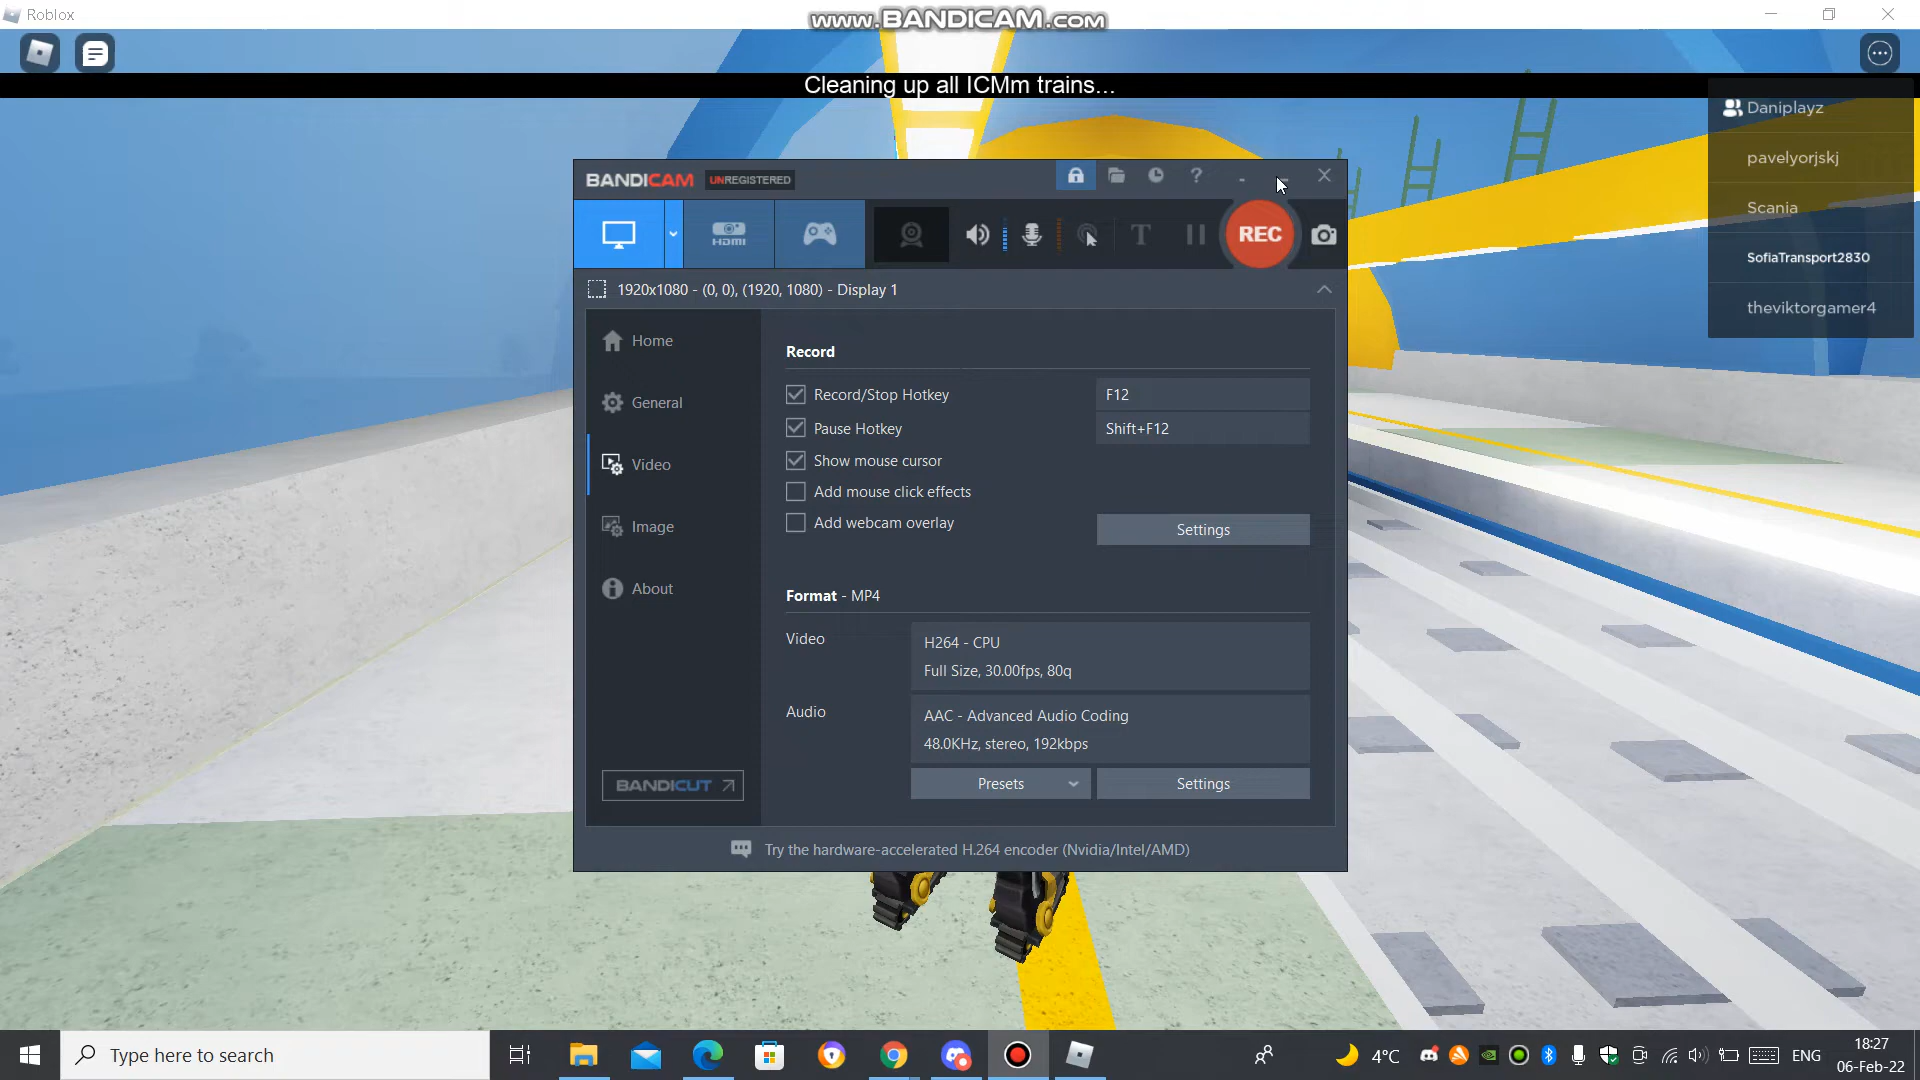 Roblox
www.BANDICAM.com
Cleaning up all ICMm trains...
Daniplayz
pavelyorjskj
Scania
SofiaTransport2830
theviktorgamer4
BANDICAM UNREGISTERED
HDMI
T
REC
1920x1080 - (0, 0), (1920, 1080) - Display 1
Home
General
Video
Image
About
BANDICUT
Record
Record/Stop Hotkey F12
Pause Hotkey Shift+F12
Show mouse cursor
Add mouse click effects
Add webcam overlay
Settings
Format - MP4
Video
H264 - CPU
Full Size, 30.00fps, 80q
Audio
AAC - Advanced Audio Coding
48.0KHz, stereo, 192kbps
Presets Settings
Try the hardware-accelerated H.264 encoder (Nvidia/Intel/AMD)
Type here to search
4°C
ENG
18:27
06-Feb-22